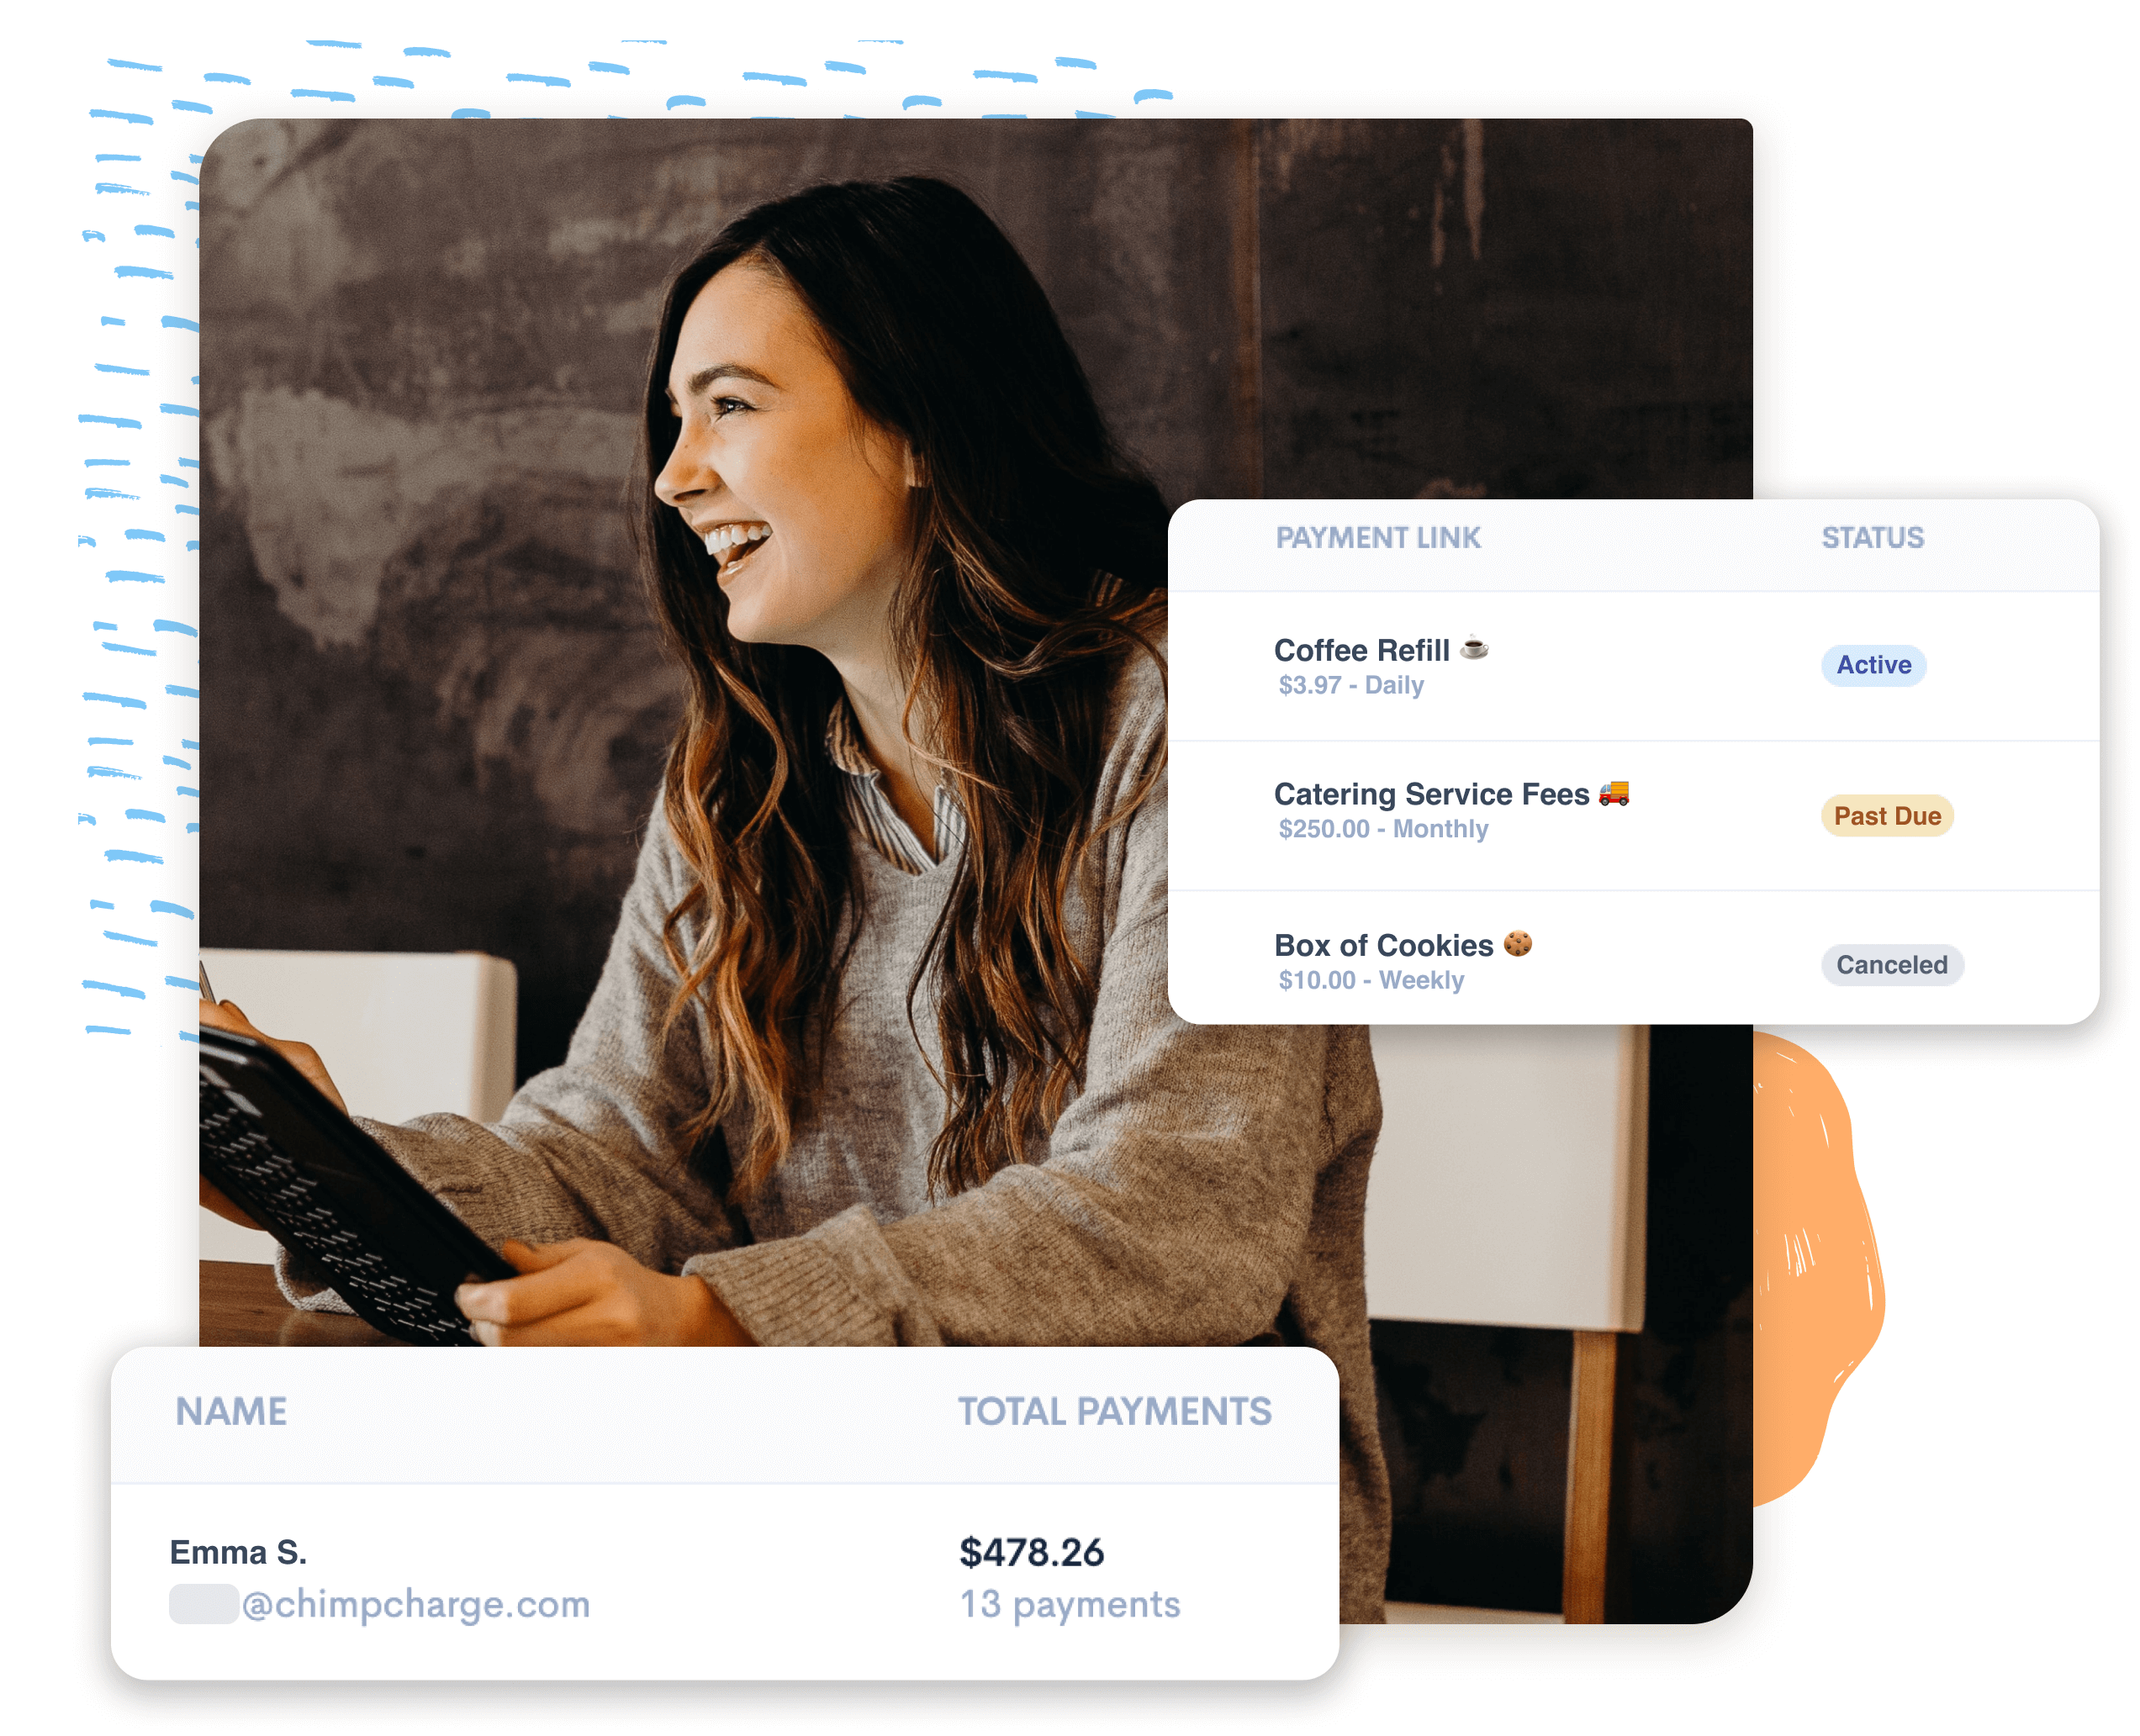 PAYMENT LINK STATUS
Coffee Refill ☕
$3.97 - Daily
Active
Catering Service Fees 🚚
$250.00 - Monthly
Past Due
Box of Cookies 🍪
$10.00 - Weekly
Canceled
NAME TOTAL PAYMENTS
Emma S. $478.26
@chimpcharge.com 13 payments